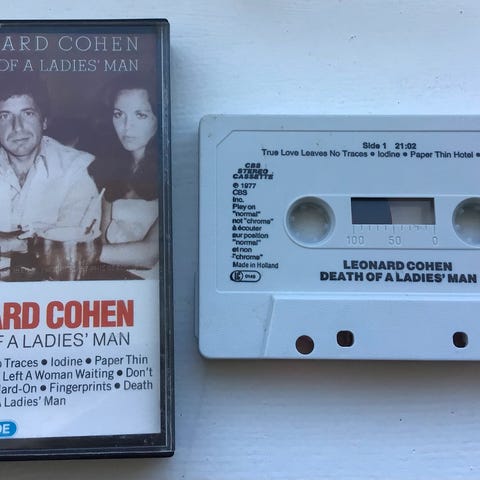 ARD COHEN
OF A LADIES' MAN
ARD COHEN
F A LADIES' MAN
o Traces ● Iodine ● Paper Thin
Left A Woman Waiting ● Don't
ard-On ● Fingerprints ● Death
Ladies' Man
DE
Side 1 21:02
True Love Leaves No Traces ● Iodine ● Paper Thin Hotel ●
CBS
STEREO
CASSETTE
℗ 1977
CBS
Inc.
Play on
"normal"
not "chrome"
à écouter
sur position
"normal"
et non
"chrome"
Made in Holland
100 50 0
LEONARD COHEN
DEATH OF A LADIES' MAN